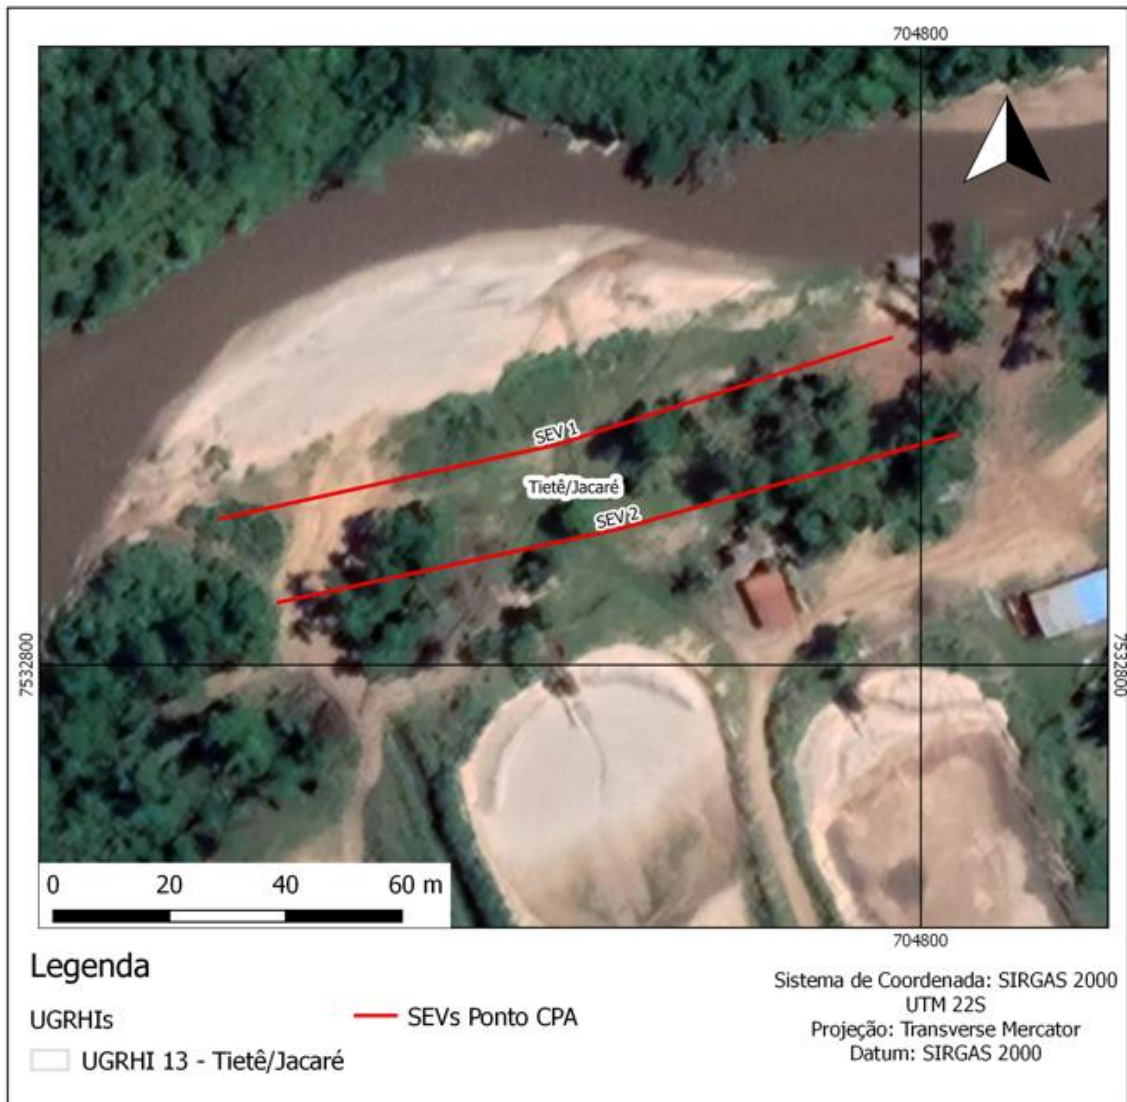 704800
SEV 1
Tietê/Jacaré
SEV 2
7532800
7532800
0 20 40 60 m
704800
Legenda
UGRHIs
SEVs Ponto CPA
UGRHI 13 - Tietê/Jacaré
Sistema de Coordenada: SIRGAS 2000
UTM 22S
Projeção: Transverse Mercator
Datum: SIRGAS 2000